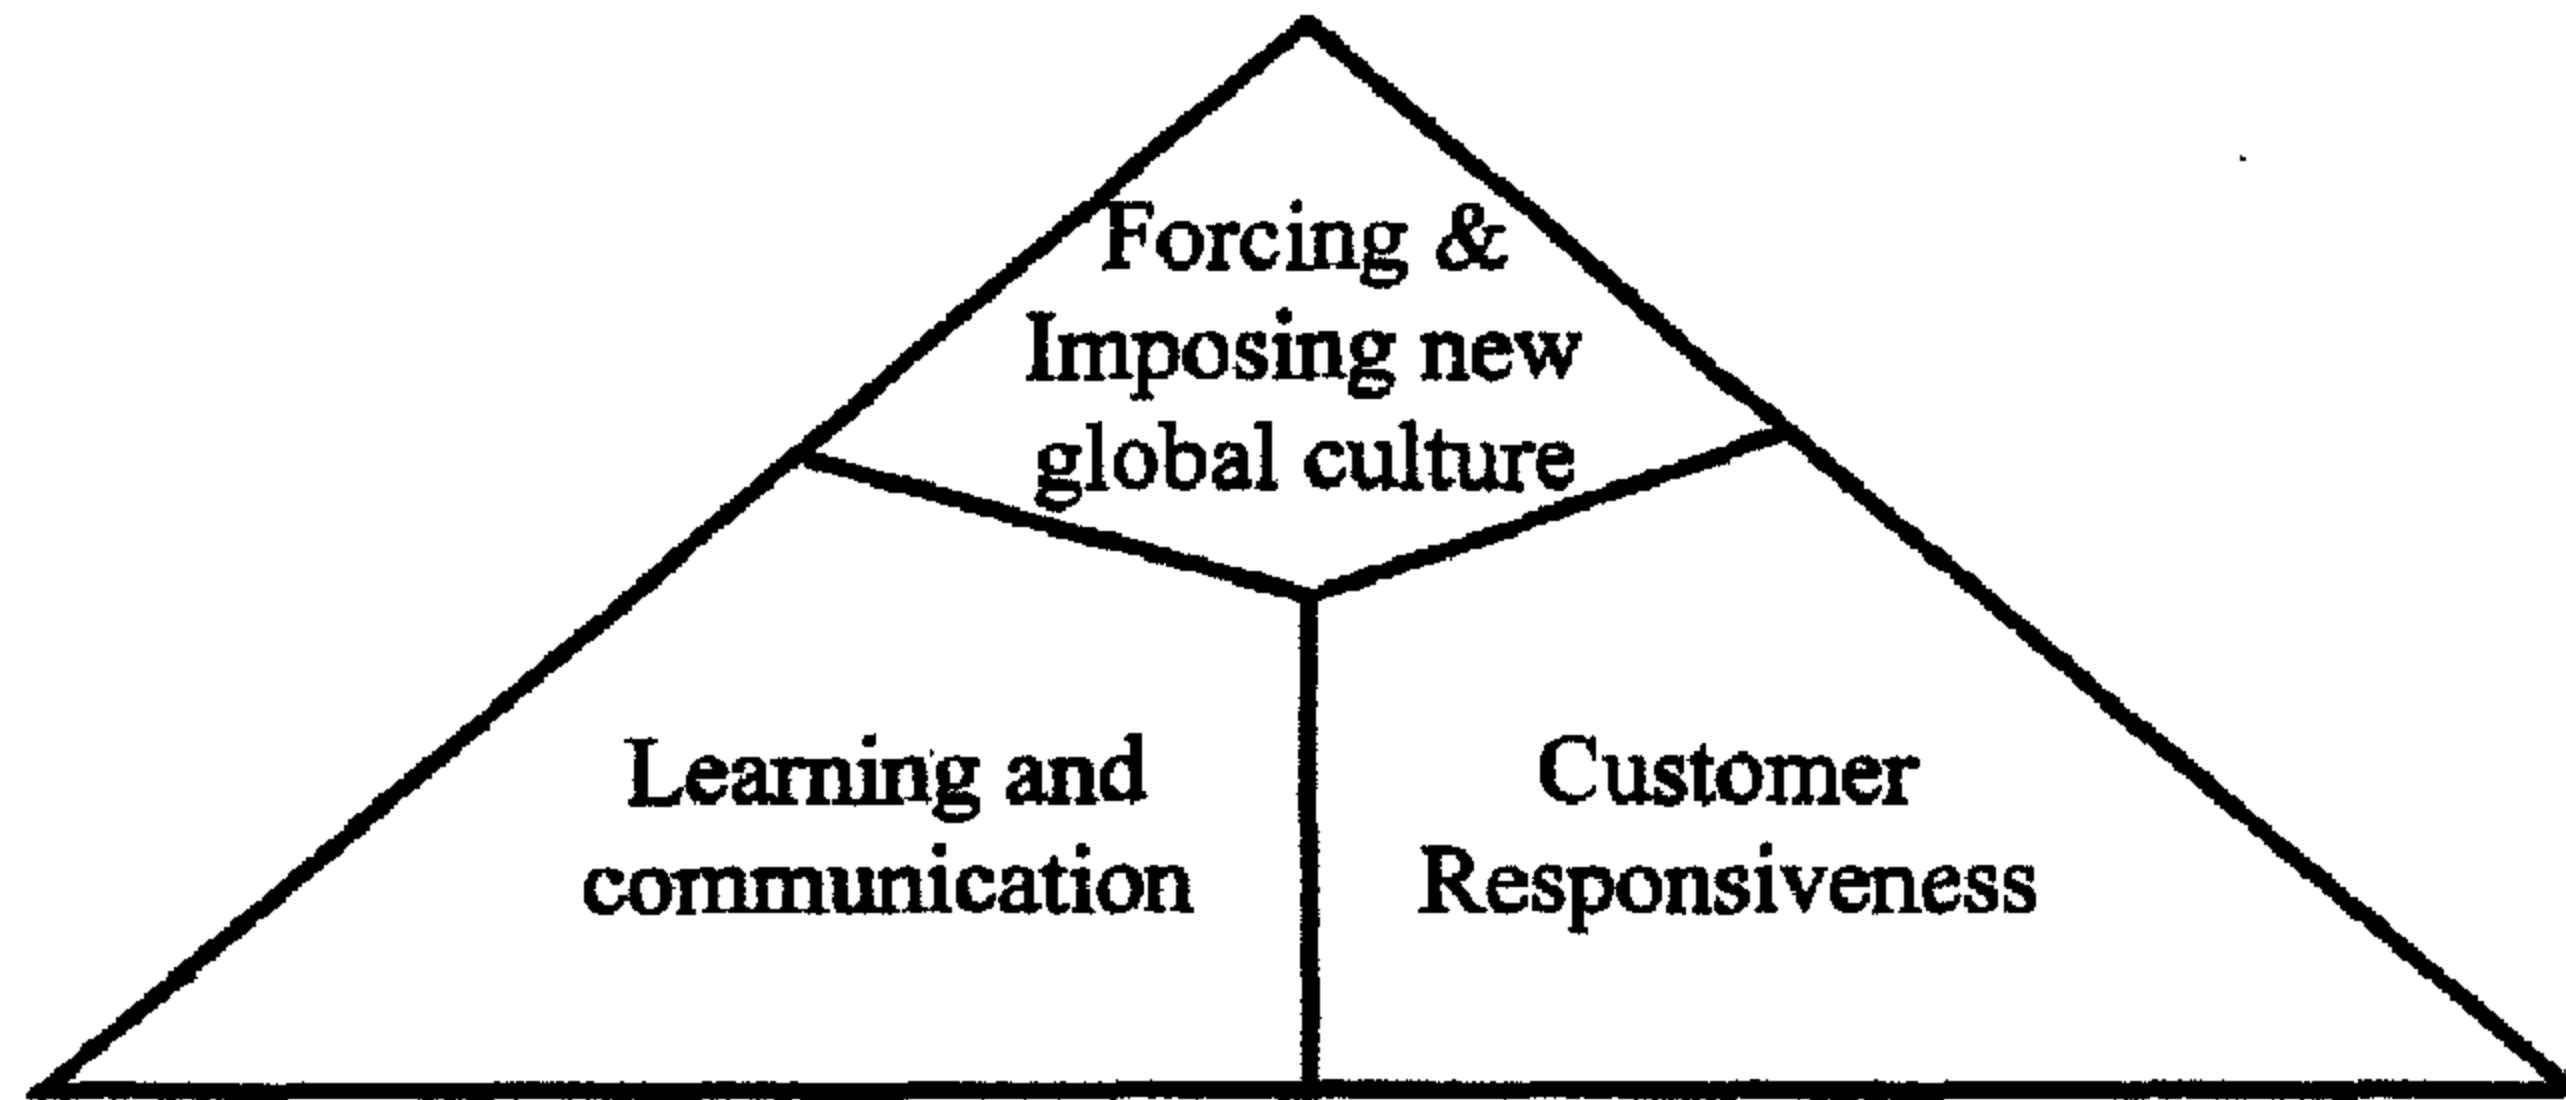 Forcing &
Imposing new
global culture
Learning and
communication
Customer
Responsiveness